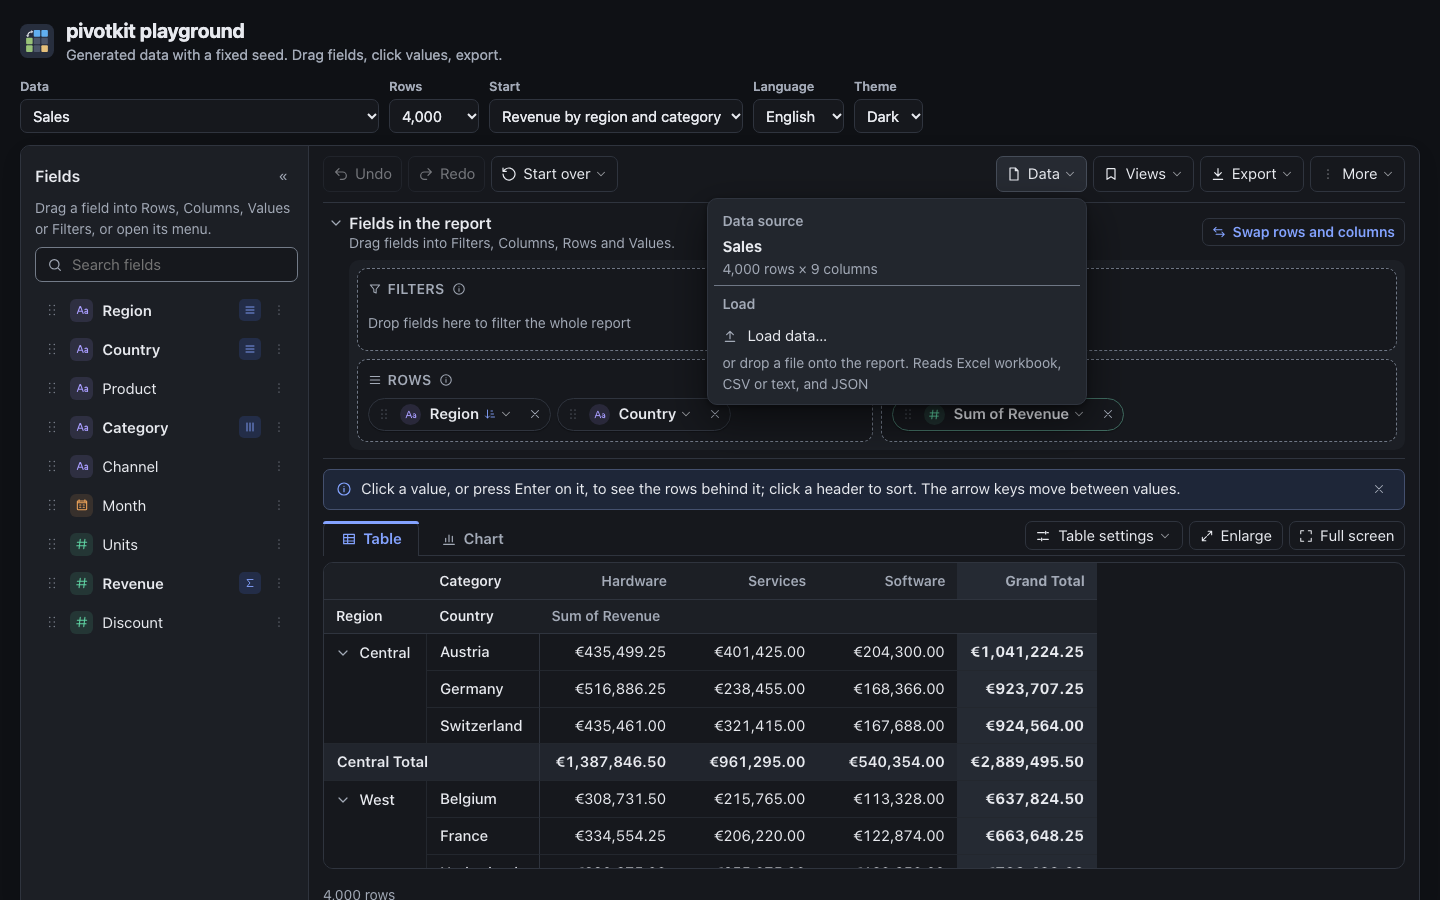 pivotkit playground
Generated data with a fixed seed. Drag fields, click values, export.
Data
Rows
Start
Language
Theme
Sales
4,000
Revenue by region and category
English
Dark
Fields
«
Drag a field into Rows, Columns, Values
or Filters, or open its menu.
Search fields
Aa Region
Aa Country
Aa Product
Aa Category
Aa Channel
Month
# Units
# Revenue Σ
# Discount
Undo
Redo
Start over
Data
Views
Export
More
Fields in the report
Drag fields into Filters, Columns, Rows and Values.
Swap rows and columns
Data source
Sales
4,000 rows × 9 columns
Load
Load data...
or drop a file onto the report. Reads Excel workbook,
CSV or text, and JSON
FILTERS
Drop fields here to filter the whole report
ROWS
Aa Region
Aa Country
# Sum of Revenue
Click a value, or press Enter on it, to see the rows behind it; click a header to sort. The arrow keys move between values.
Table
Chart
Table settings
Enlarge
Full screen
Category Hardware Services Software Grand Total
Region Country Sum of Revenue
Central Austria €435,499.25 €401,425.00 €204,300.00 €1,041,224.25
Germany €516,886.25 €238,455.00 €168,366.00 €923,707.25
Switzerland €435,461.00 €321,415.00 €167,688.00 €924,564.00
Central Total €1,387,846.50 €961,295.00 €540,354.00 €2,889,495.50
West Belgium €308,731.50 €215,765.00 €113,328.00 €637,824.50
France €334,554.25 €206,220.00 €122,874.00 €663,648.25
4,000 rows